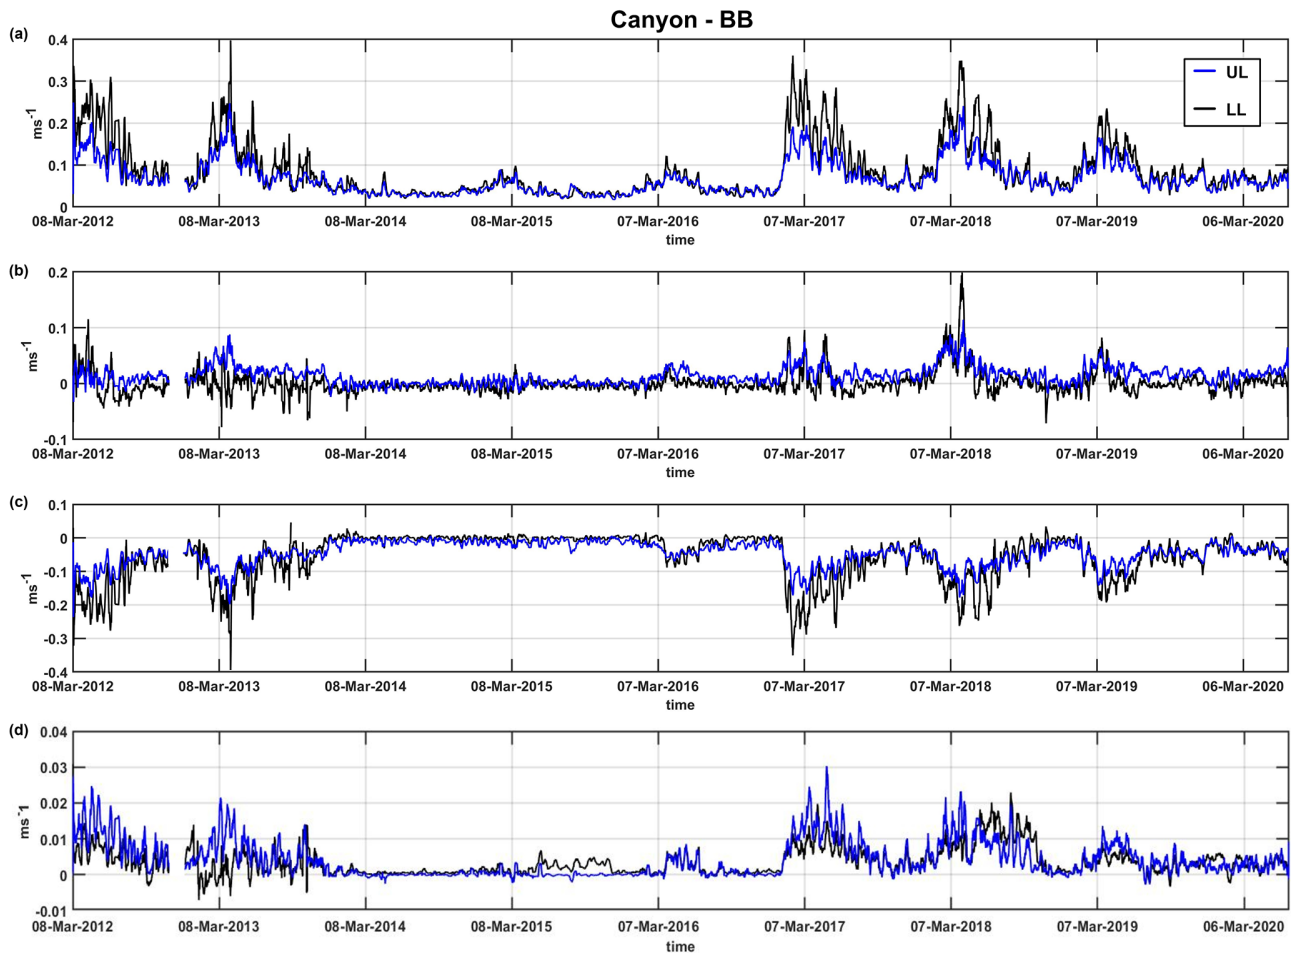 Canyon - BB
(a)
0.4
0.3
0.2
0.1
0
ms-1
UL
LL
08-Mar-2012 08-Mar-2013 08-Mar-2014 08-Mar-2015 07-Mar-2016 07-Mar-2017 07-Mar-2018 07-Mar-2019 06-Mar-2020
time
(b)
0.2
0.1
0
-0.1
ms-1
08-Mar-2012 08-Mar-2013 08-Mar-2014 08-Mar-2015 07-Mar-2016 07-Mar-2017 07-Mar-2018 07-Mar-2019 06-Mar-2020
time
(c)
0.1
0
-0.1
-0.2
-0.3
-0.4
ms-1
08-Mar-2012 08-Mar-2013 08-Mar-2014 08-Mar-2015 07-Mar-2016 07-Mar-2017 07-Mar-2018 07-Mar-2019 06-Mar-2020
time
(d)
0.04
0.03
0.02
0.01
0
-0.01
ms-1
08-Mar-2012 08-Mar-2013 08-Mar-2014 08-Mar-2015 07-Mar-2016 07-Mar-2017 07-Mar-2018 07-Mar-2019 06-Mar-2020
time